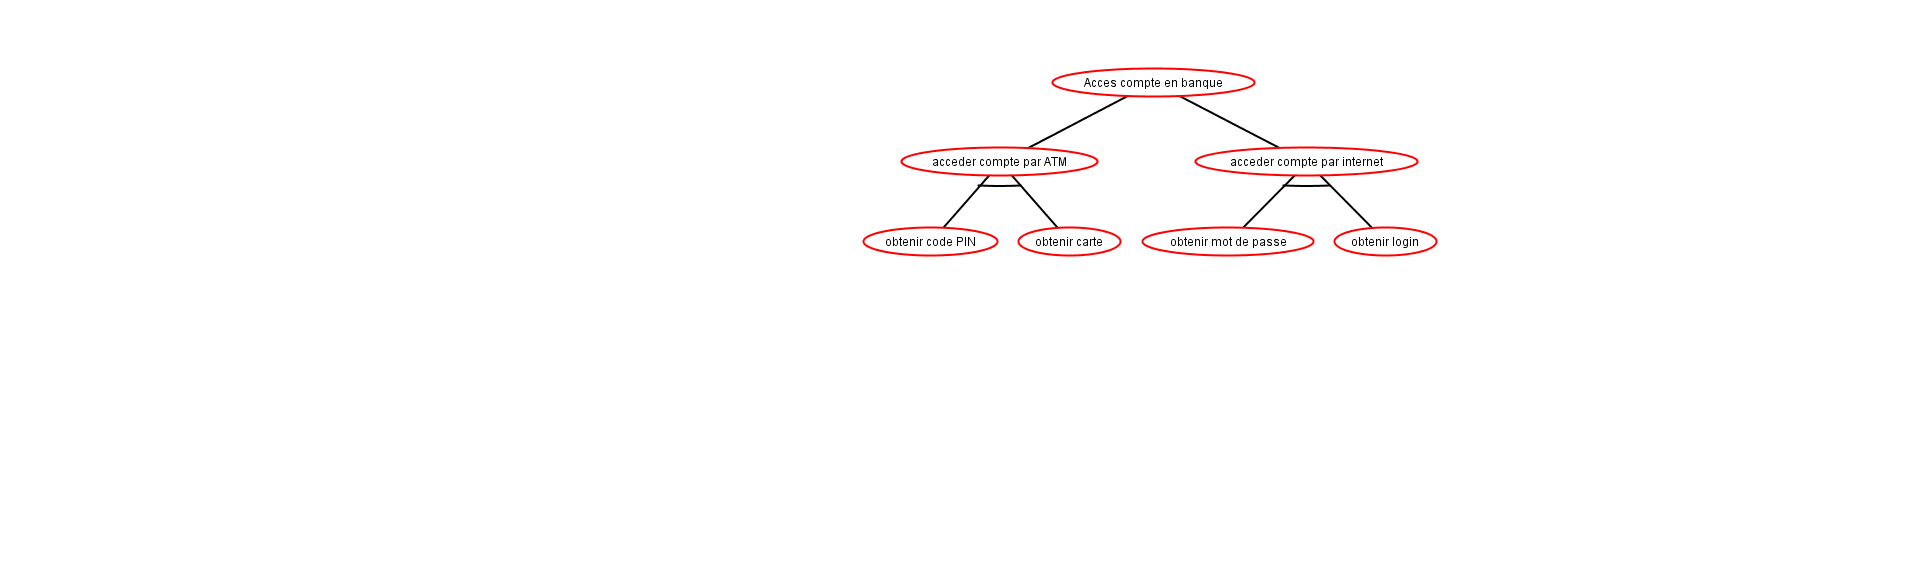 Acces compte en banque
acceder compte par ATM
acceder compte par internet
obtenir code PIN
obtenir carte
obtenir mot de passe
obtenir login